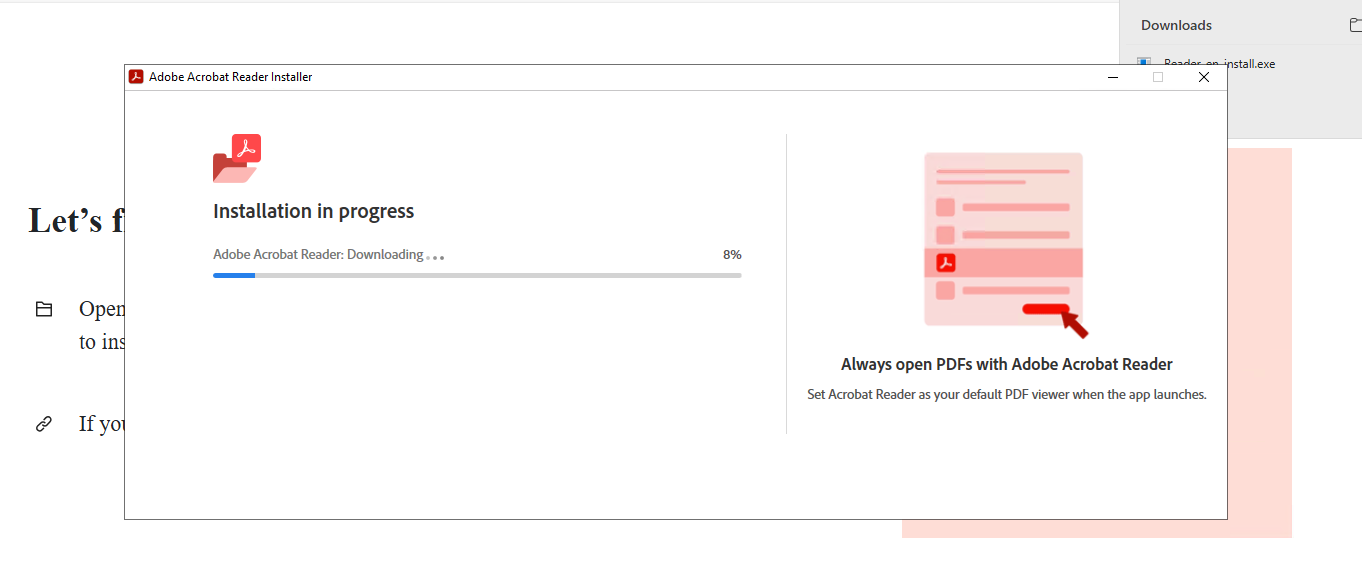 Downloads
Reader_en_install.exe
Adobe Acrobat Reader Installer
Installation in progress
Adobe Acrobat Reader: Downloading...
8%
Always open PDFs with Adobe Acrobat Reader
Set Acrobat Reader as your default PDF viewer when the app launches.
Let's f
Open
to ins
If you